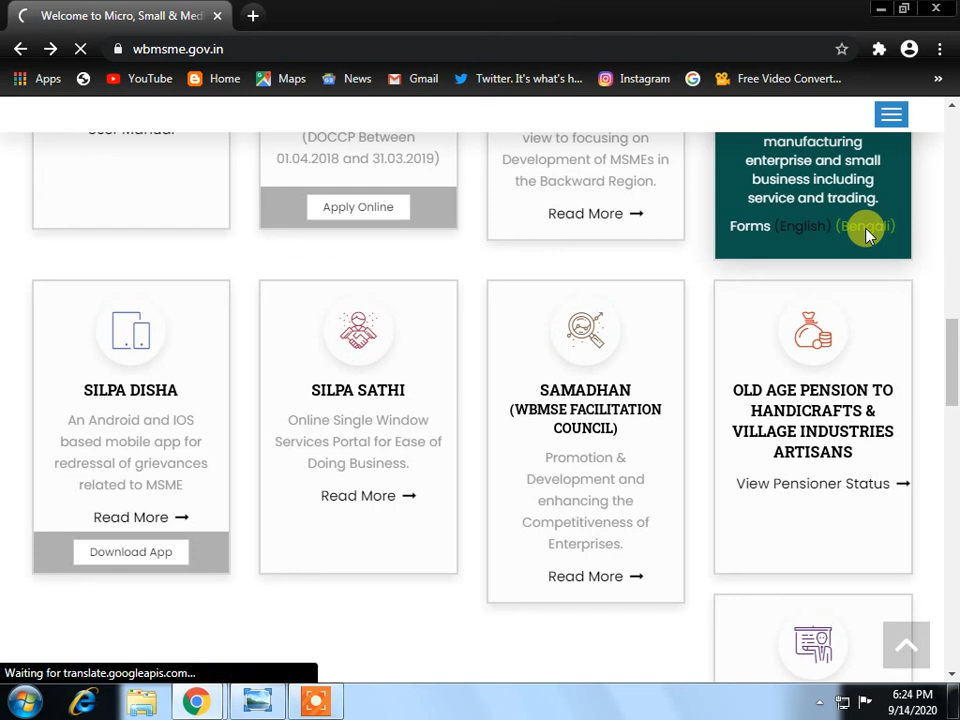 Welcome to Micro, Small & Med
wbmsme.gov.in
Apps
YouTube
Home
Maps
News
Gmail
Twitter. It's what's h...
Instagram
Free Video Convert...
»
User Manual
(DOCCP Between
01.04.2018 and 31.03.2019)
Apply Online
view to focusing on
Development of MSMEs in
the Backward Region.
Read More
manufacturing
enterprise and small
business including
service and trading.
Forms (English) (Bengali)
SILPA DISHA
An Android and IOS
based mobile app for
redressal of grievances
related to MSME
Read More
Download App
SILPA SATHI
Online Single Window
Services Portal for Ease of
Doing Business.
Read More
SAMADHAN
(WBMSE FACILITATION
COUNCIL)
Promotion &
Development and
enhancing the
Competitiveness of
Enterprises.
Read More
OLD AGE PENSION TO
HANDICRAFTS &
VILLAGE INDUSTRIES
ARTISANS
View Pensioner Status
Waiting for translate.googleapis.com...
6:24 PM
9/14/2020